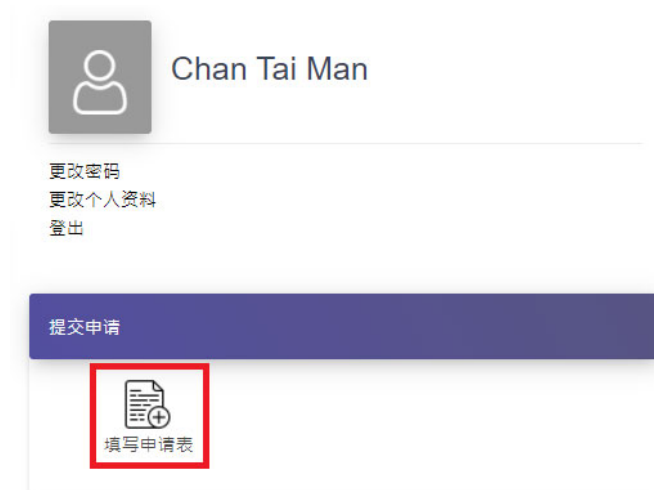 Chan Tai Man
更改密码
更改个人资料
登出
提交申请
填写申请表